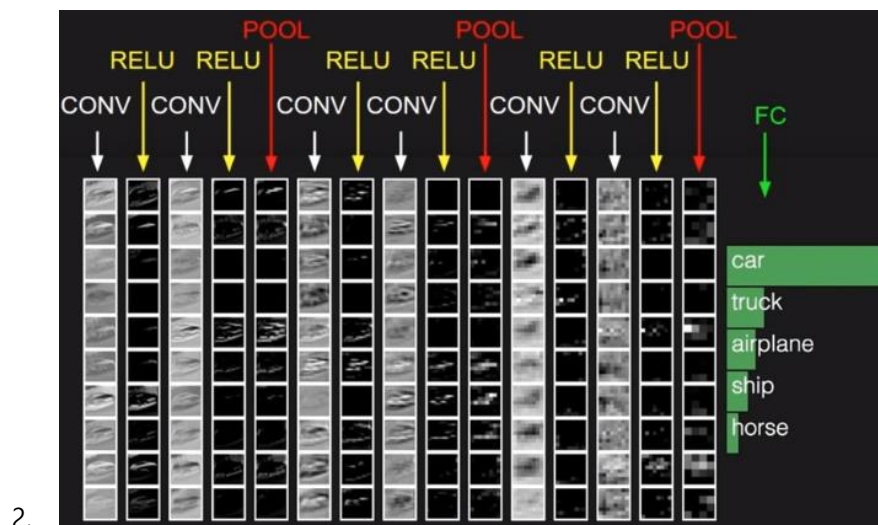 POOL POOL POOL
RELU RELU RELU RELU RELU RELU
CONV CONV CONV CONV CONV CONV FC
car
truck
airplane
ship
horse
2.